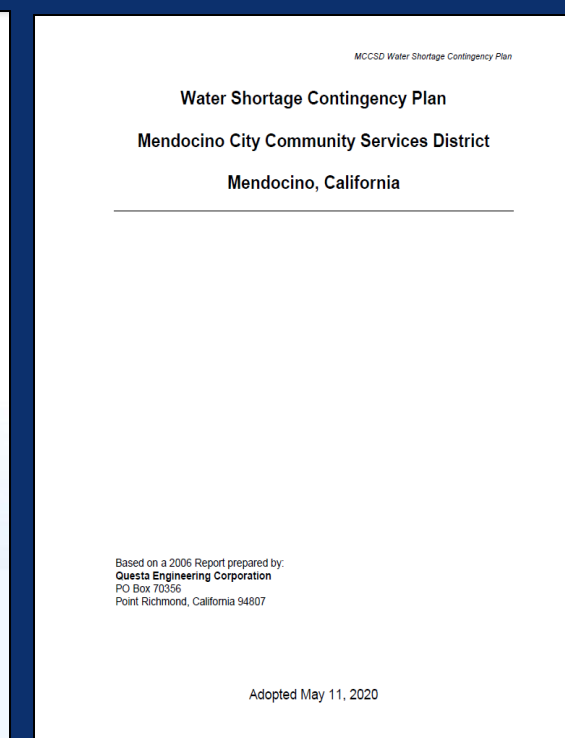 MCCSD Water Shortage Contingency Plan
Water Shortage Contingency Plan
Mendocino City Community Services District
Mendocino, California
Based on a 2006 Report prepared by:
Questa Engineering Corporation
PO Box 70356
Point Richmond, California 94807
Adopted May 11, 2020